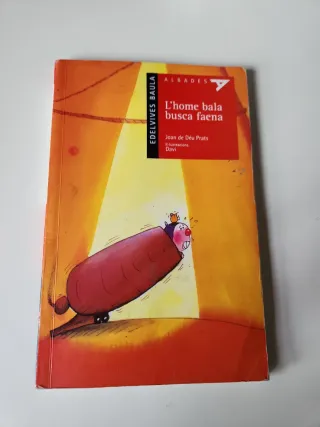 EDELVIVES BAULA
ALBADES
L'home bala
busca faena
Joan de Déu Prats
Il·lustracions
Davi